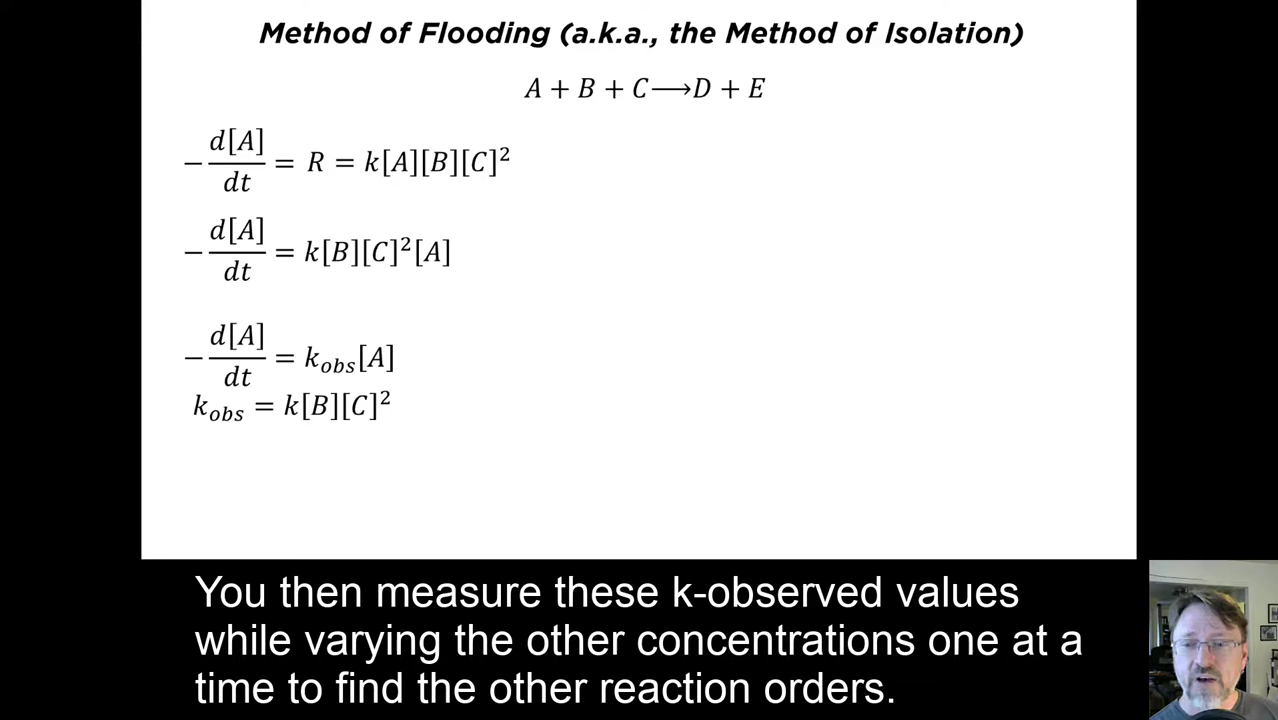 Method of Flooding (a.k.a., the Method of Isolation)
A + B + C ⟶ D + E
−d[A]/dt = R = k[A][B][C]²
−d[A]/dt = k[B][C]²[A]
−d[A]/dt = k_obs[A]
k_obs = k[B][C]²
You then measure these k-observed values
while varying the other concentrations one at a
time to find the other reaction orders.